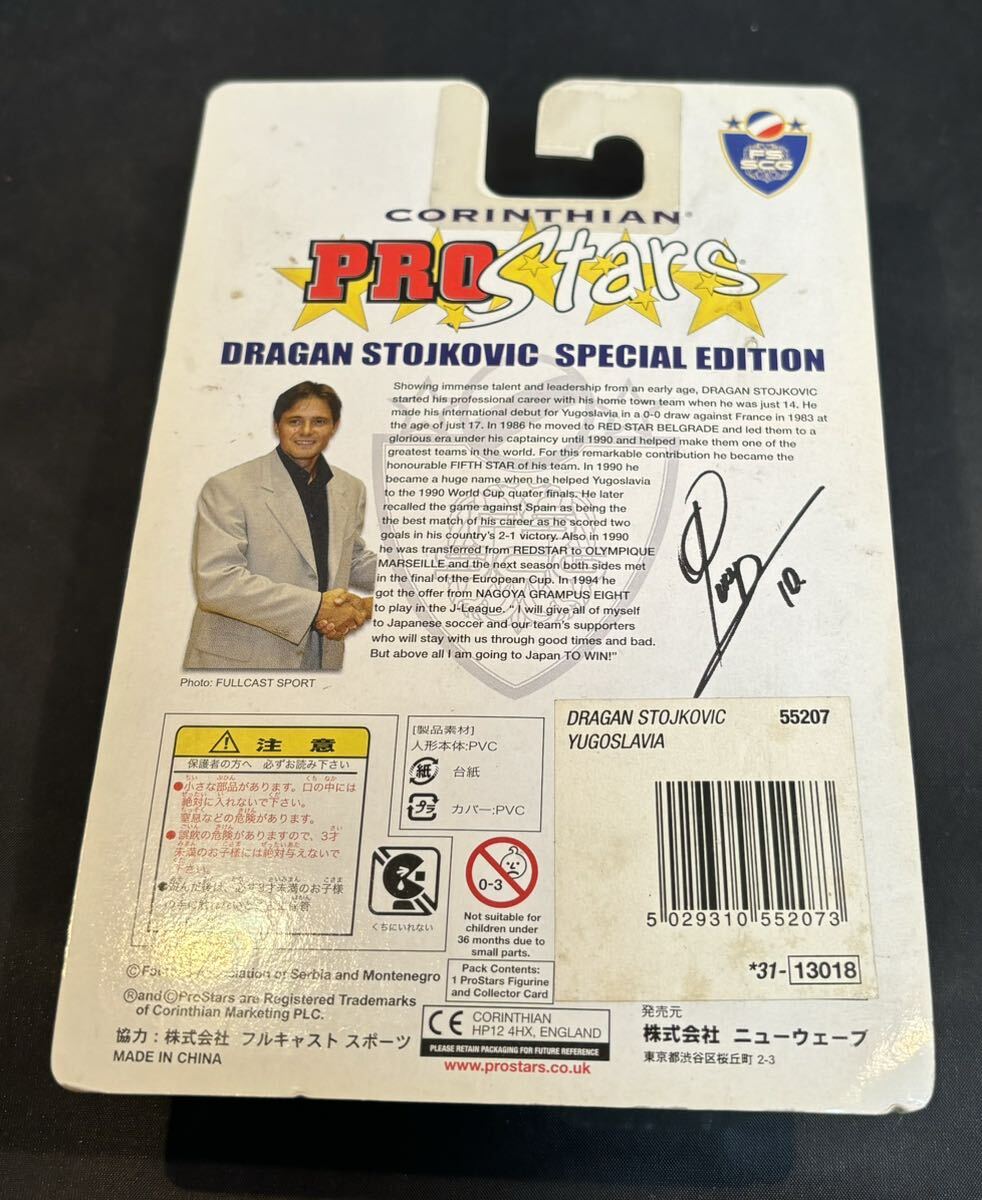 FS
SCG
CORINTHIAN®
PROStars
DRAGAN STOJKOVIC SPECIAL EDITION
Showing immense talent and leadership from an early age, DRAGAN STOJKOVIC
started his professional career with his home town team when he was just 14. He
made his international debut for Yugoslavia in a 0-0 draw against France in 1983 at
the age of just 17. In 1986 he moved to RED STAR BELGRADE and led them to a
glorious era under his captaincy until 1990 and helped make them one of the
greatest teams in the world. For this remarkable contribution he became the
honourable FIFTH STAR of his team. In 1990 he
became a huge name when he helped Yugoslavia
to the 1990 World Cup quater finals. He later
recalled the game against Spain as being the
the best match of his career as he scored two
goals in his country's 2-1 victory. Also in 1990
he was transferred from REDSTAR to OLYMPIQUE
MARSEILLE and the next season both sides met
in the final of the European Cup. In 1994 he
got the offer from NAGOYA GRAMPUS EIGHT
to play in the J-League. " I will give all of myself
to Japanese soccer and our team's supporters
who will stay with us through good times and bad.
But above all I am going to Japan TO WIN!"
10
Photo: FULLCAST SPORT
注意
保護者の方へ 必ずお読み下さい
●小さな部品があります。口の中には
絶対に入れないで下さい。
窒息などの危険があります。
●誤飲の危険がありますので、3才
未満のお子様には絶対与えないで
下さい。
未満のお子様
[製品素材]
人形本体:PVC
紙 台紙
プラ カバー:PVC
くちにいれない
0-3
Not suitable for
children under
36 months due to
small parts.
Pack Contents:
1 ProStars Figurine
and Collector Card
DRAGAN STOJKOVIC 55207
YUGOSLAVIA
5 029310 552073
*31-13018
of Serbia and Montenegro
®and©ProStars are Registered Trademarks
of Corinthian Marketing PLC.
協力:株式会社 フルキャスト スポーツ
MADE IN CHINA
CE CORINTHIAN
HP12 4HX, ENGLAND
PLEASE RETAIN PACKAGING FOR FUTURE REFERENCE
www.prostars.co.uk
発売元
株式会社 ニューウェーブ
東京都渋谷区桜丘町 2-3